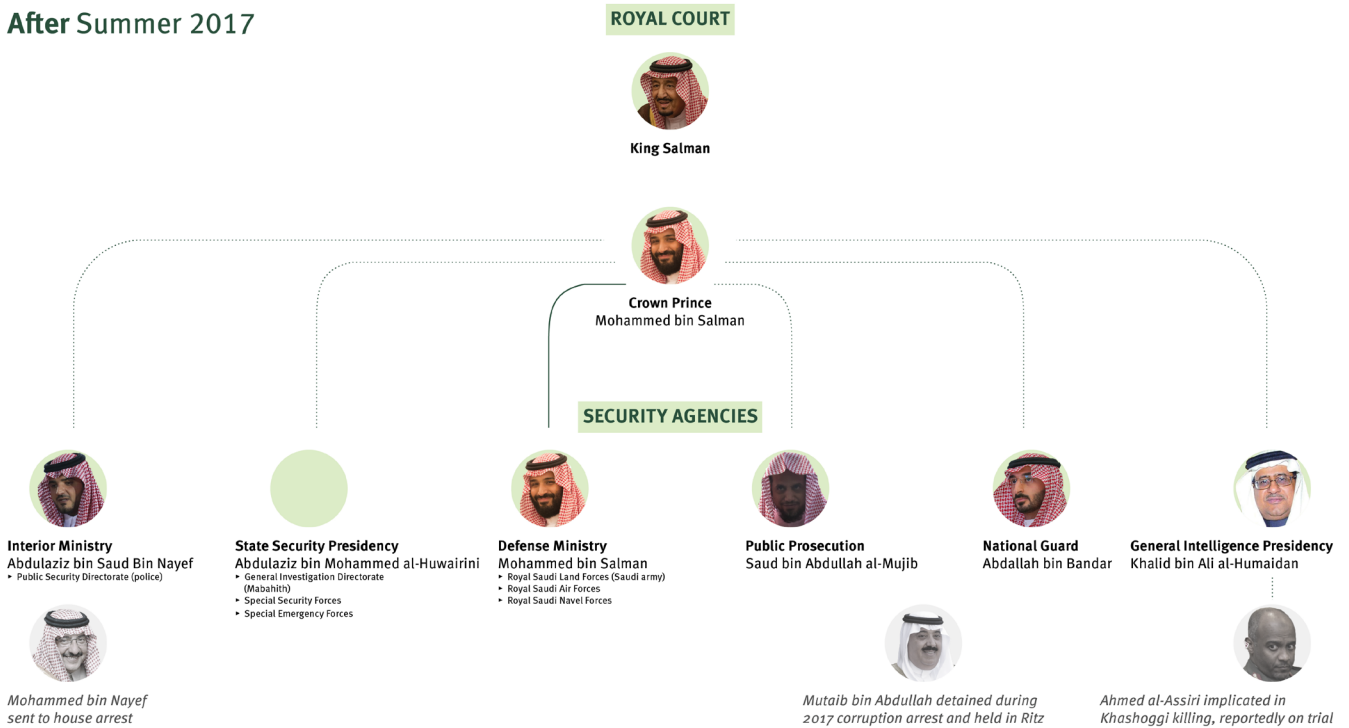 After Summer 2017
ROYAL COURT
King Salman
Crown Prince
Mohammed bin Salman
SECURITY AGENCIES
Interior Ministry
Abdulaziz bin Saud Bin Nayef
▸ Public Security Directorate (police)
State Security Presidency
Abdulaziz bin Mohammed al-Huwairini
▸ General Investigation Directorate
(Mabahith)
▸ Special Security Forces
▸ Special Emergency Forces
Defense Ministry
Mohammed bin Salman
▸ Royal Saudi Land Forces (Saudi army)
▸ Royal Saudi Air Forces
▸ Royal Saudi Navel Forces
Public Prosecution
Saud bin Abdullah al-Mujib
National Guard
Abdallah bin Bandar
General Intelligence Presidency
Khalid bin Ali al-Humaidan
Mohammed bin Nayef
sent to house arrest
Mutaib bin Abdullah detained during
2017 corruption arrest and held in Ritz
Ahmed al-Assiri implicated in
Khashoggi killing, reportedly on trial